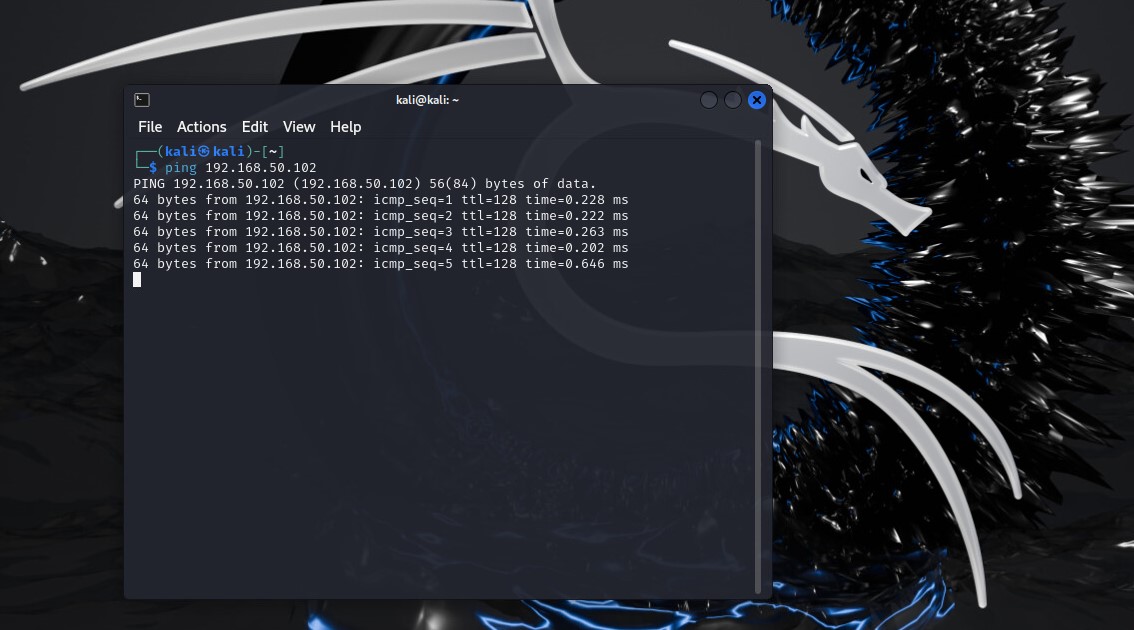 kali@kali: ~
File Actions Edit View Help
┌──(kali㉿kali)-[~]
└─$ ping 192.168.50.102
PING 192.168.50.102 (192.168.50.102) 56(84) bytes of data.
64 bytes from 192.168.50.102: icmp_seq=1 ttl=128 time=0.228 ms
64 bytes from 192.168.50.102: icmp_seq=2 ttl=128 time=0.222 ms
64 bytes from 192.168.50.102: icmp_seq=3 ttl=128 time=0.263 ms
64 bytes from 192.168.50.102: icmp_seq=4 ttl=128 time=0.202 ms
64 bytes from 192.168.50.102: icmp_seq=5 ttl=128 time=0.646 ms